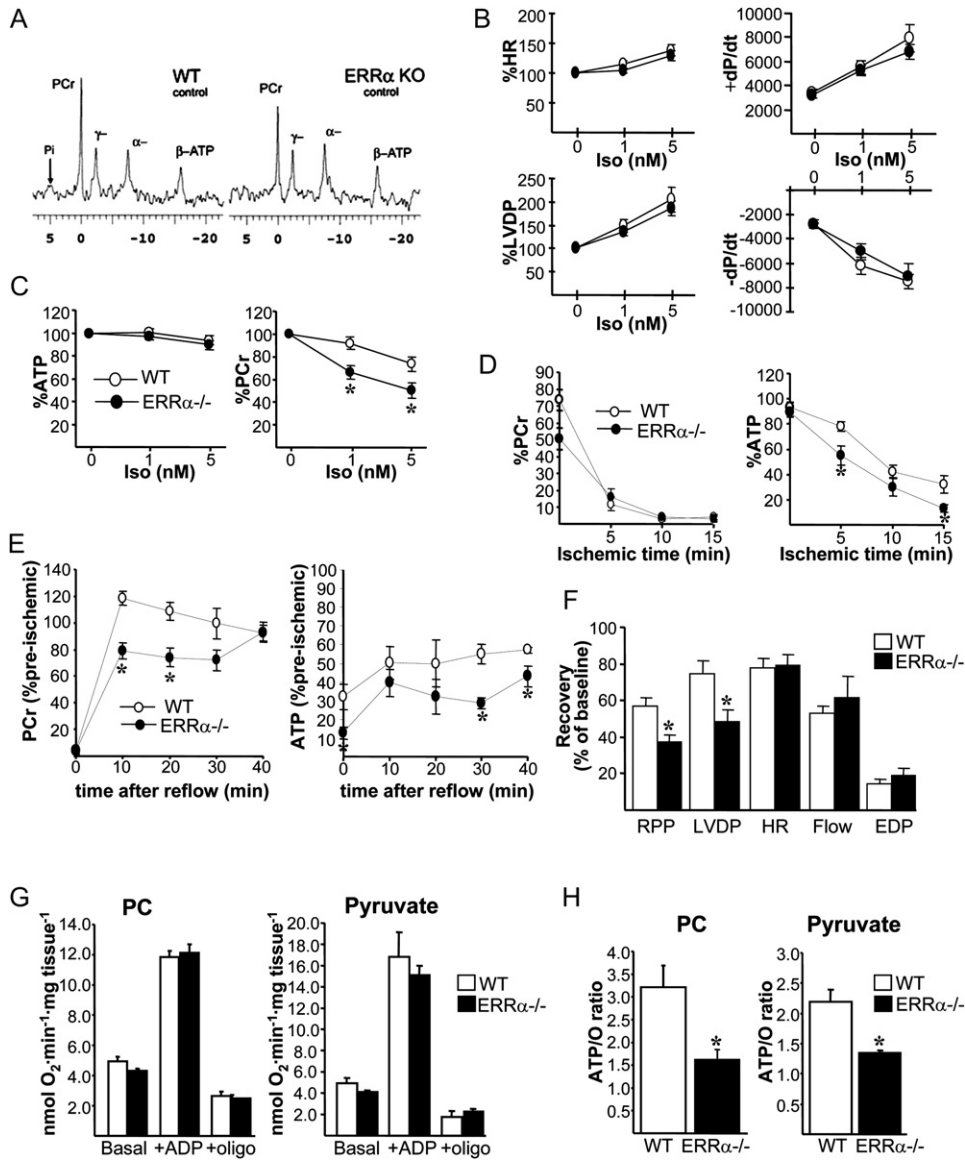 A
PCr
WT
control
PCr
ERRα KO
control
γ–
α–
γ–
α–
Pi
β–ATP
β–ATP
5 0 –10 –20
5 0 –10 –20
B
%HR
150
100
50
0 1 5
Iso (nM)
+dP/dt
10000
8000
6000
4000
2000
0 1 5
Iso (nM)
%LVDP
250
200
150
100
50
0 1 5
Iso (nM)
-dP/dt
0 1 5
0
-2000
-4000
-6000
-8000
-10000
C
%ATP
120
100
80
60
40
20
WT
ERRα-/-
0 1 5
Iso (nM)
%PCr
120
100
80
60
40
20
* *
0 1 5
Iso (nM)
D
%PCr
90
80
70
60
50
40
30
20
10
WT
ERRα-/-
5 10 15
Ischemic time (min)
%ATP
120
100
80
60
40
20
* *
5 10 15
Ischemic time (min)
E
PCr (%pre-ischemic)
140
120
100
80
60
40
20
* *
WT
ERRα-/-
0 10 20 30 40
time after reflow (min)
ATP (%pre-ischemic)
100
90
80
70
60
50
40
30
20
10
* * *
0 10 20 30 40
time after reflow (min)
F
Recovery
(% of baseline)
80
60
40
20
WT
ERRα-/-
* *
RPP LVDP HR Flow EDP
G
PC
nmol O₂·min⁻¹·mg tissue⁻¹
14.0
12.0
10.0
8.0
6.0
4.0
2.0
Basal +ADP +oligo
Pyruvate
nmol O₂·min⁻¹·mg tissue⁻¹
20.0
18.0
16.0
14.0
12.0
10.0
8.0
6.0
4.0
2.0
Basal +ADP +oligo
WT
ERRα-/-
H
PC
ATP/O ratio
4.0
3.5
3.0
2.5
2.0
1.5
1.0
0.5
*
WT ERRα-/-
Pyruvate
ATP/O ratio
3.0
2.5
2.0
1.5
1.0
0.5
*
WT ERRα-/-
WT
ERRα-/-